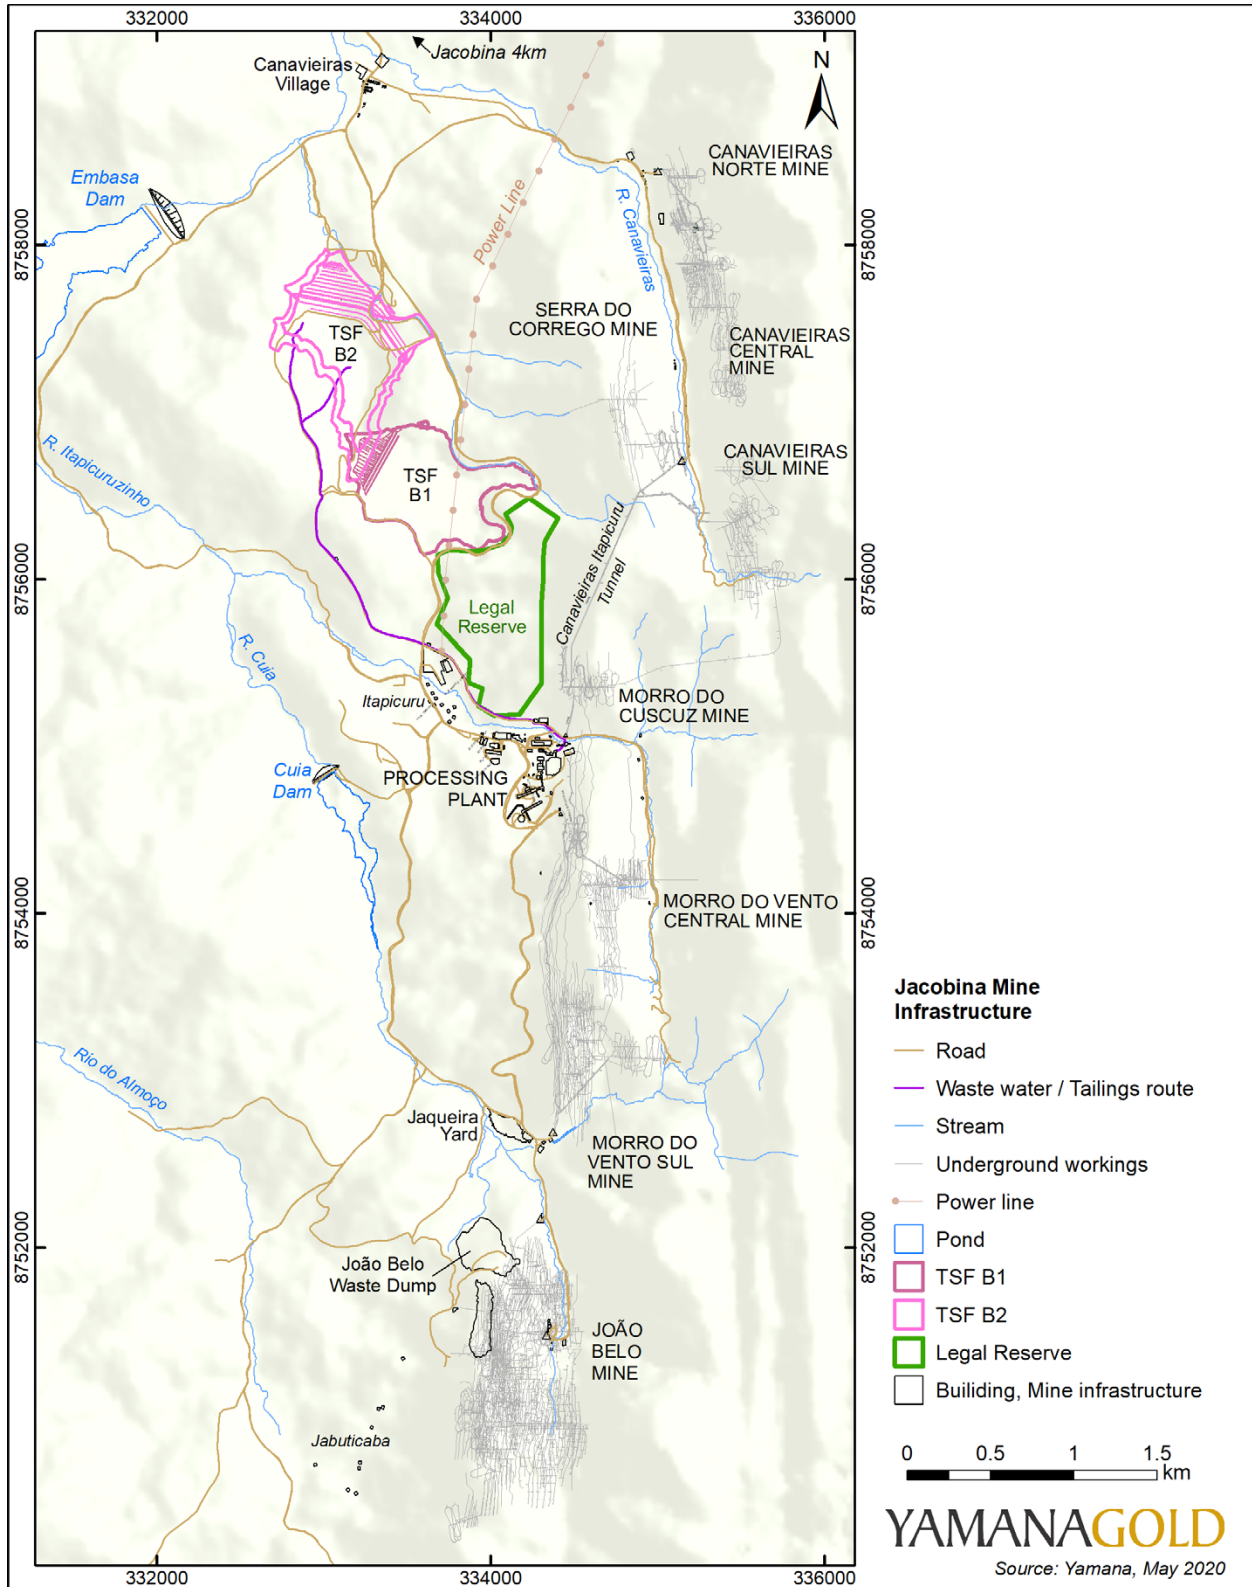 332000
334000
336000
Jacobina 4km
N
Canavieiras
Village
CANAVIEIRAS
NORTE MINE
Embasa
Dam
Power Line
R. Canavieiras
8758000
8758000
SERRA DO
CORREGO MINE
TSF
B2
CANAVIEIRAS
CENTRAL
MINE
R. Itapicuruzinho
TSF
B1
CANAVIEIRAS
SUL MINE
Canavieiras Itapicuru
Tunnel
8756000
8756000
Legal
Reserve
R. Cuia
Itapicuru
MORRO DO
CUSCUZ MINE
Cuia
Dam
PROCESSING
PLANT
8754000
8754000
MORRO DO VENTO
CENTRAL MINE
Rio do Almoço
Jaqueira
Yard
MORRO DO
VENTO SUL
MINE
8752000
8752000
João Belo
Waste Dump
JOÃO
BELO
MINE
Jabuticaba
332000
334000
336000
Jacobina Mine
Infrastructure
Road
Waste water / Tailings route
Stream
Underground workings
Power line
Pond
TSF B1
TSF B2
Legal Reserve
Builiding, Mine infrastructure
0 0.5 1 1.5
km
YAMANAGOLD
Source: Yamana, May 2020